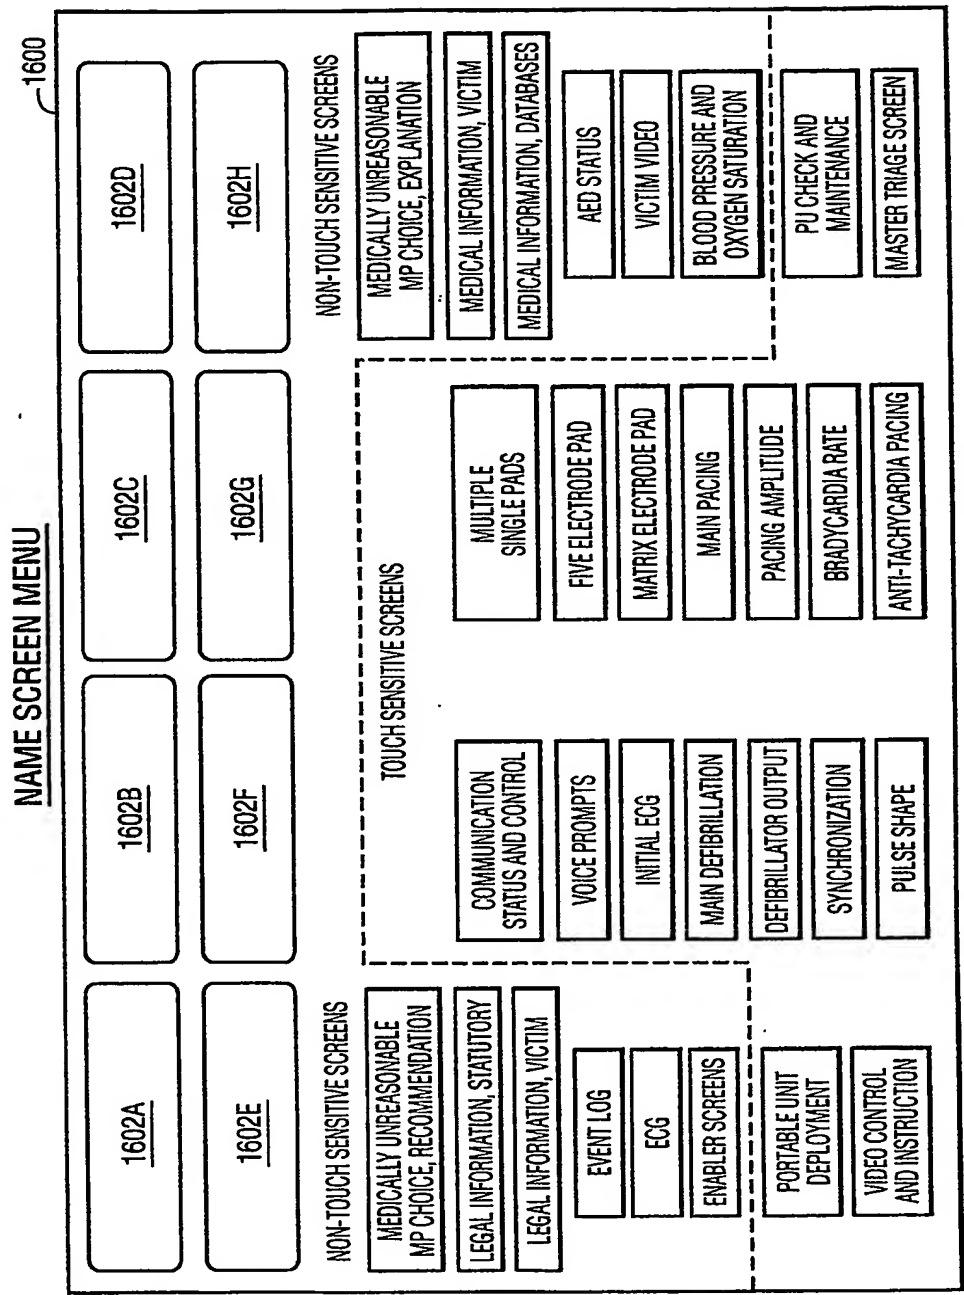 NAME SCREEN MENU
1600
1602A
1602B
1602C
1602D
1602E
1602F
1602G
1602H
NON-TOUCH SENSITIVE SCREENS
MEDICALLY UNREASONABLE
MP CHOICE, RECOMMENDATION
LEGAL INFORMATION, STATUTORY
LEGAL INFORMATION, VICTIM
EVENT LOG
ECG
ENABLER SCREENS
PORTABLE UNIT
DEPLOYMENT
VIDEO CONTROL
AND INSTRUCTION
TOUCH SENSITIVE SCREENS
COMMUNICATION
STATUS AND CONTROL
VOICE PROMPTS
INITIAL ECG
MAIN DEFIBRILLATION
DEFIBRILLATOR OUTPUT
SYNCHRONIZATION
PULSE SHAPE
MULTIPLE
SINGLE PADS
FIVE ELECTRODE PAD
MATRIX ELECTRODE PAD
MAIN PACING
PACING AMPLITUDE
BRADYCARDIA RATE
ANTI-TACHYCARDIA PACING
NON-TOUCH SENSITIVE SCREENS
MEDICALLY UNREASONABLE
MP CHOICE, EXPLANATION
MEDICAL INFORMATION, VICTIM
MEDICAL INFORMATION, DATABASES
AED STATUS
VICTIM VIDEO
BLOOD PRESSURE AND
OXYGEN SATURATION
PU CHECK AND
MAINTENANCE
MASTER TRIAGE SCREEN